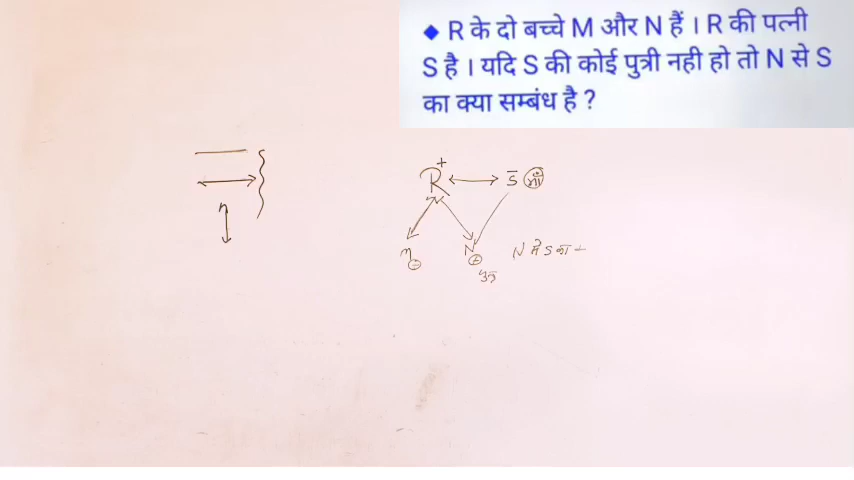 ◆ R के दो बच्चे M और N हैं । R की पत्नी
S है । यदि S की कोई पुत्री नही हो तो N से S
का क्या सम्बंध है ?
+
R S माँ
η
η - N +
पुत्र
N से S का -